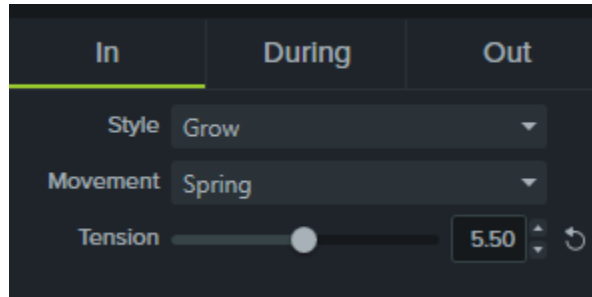 In During Out
Style Grow
Movement Spring
Tension 5.50